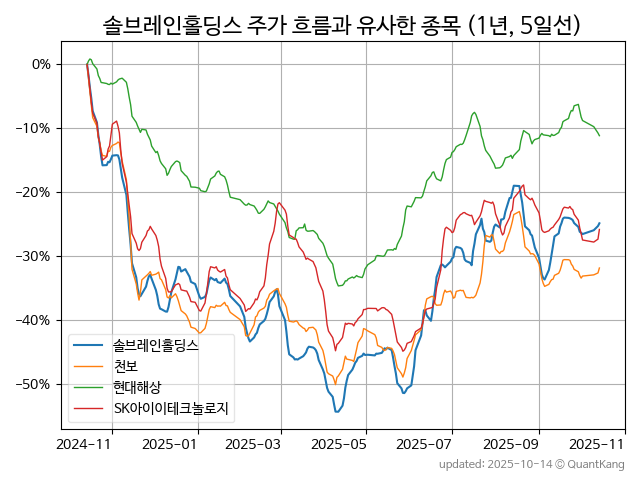 솔브레인홀딩스 주가 흐름과 유사한 종목 (1년, 5일선)
0%
−10%
−20%
−30%
−40%
−50%
솔브레인홀딩스
천보
현대해상
SK아이이테크놀로지
2024-11 2025-01 2025-03 2025-05 2025-07 2025-09 2025-11
updated: 2025-10-14 © QuantKang